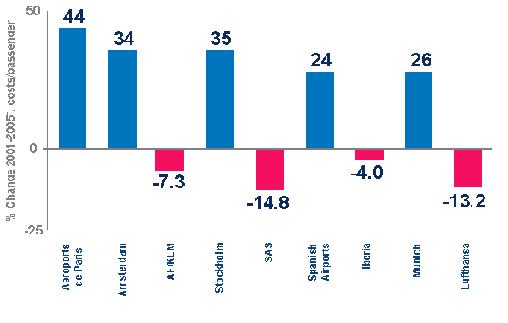 50
44
34
35
24
26
% Change 2001-2005*, costs/passenger
0
-7.3
-14.8
-4.0
-13.2
-25
Aeroports
de Paris
Amsterdam
AF/KLM
Stockholm
SAS
Spanish
Airports
Iberia
Munich
Lufthansa